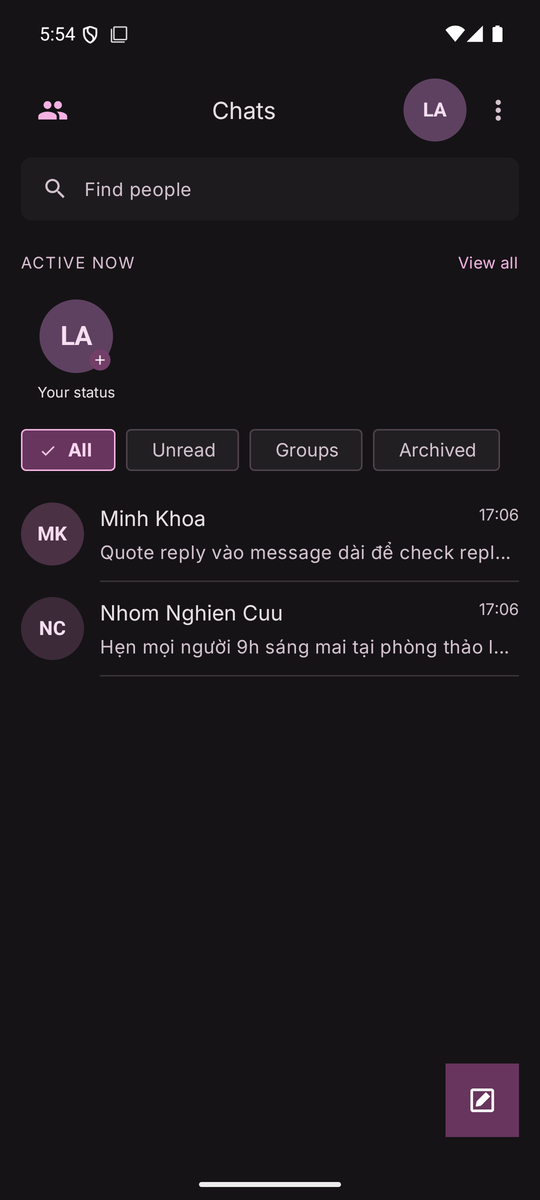 5:54
Chats
LA
Find people
ACTIVE NOW
View all
LA
Your status
All
Unread
Groups
Archived
MK
Minh Khoa
17:06
Quote reply vào message dài để check repl...
NC
Nhom Nghien Cuu
17:06
Hẹn mọi người 9h sáng mai tại phòng thảo l...